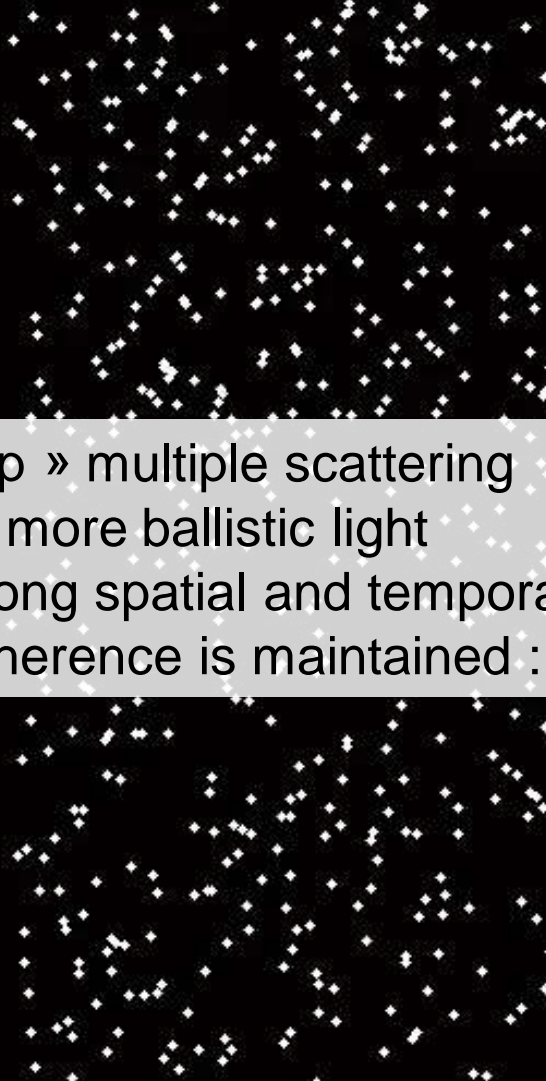 p » multiple scattering
more ballistic light
ong spatial and tempora
herence is maintained :